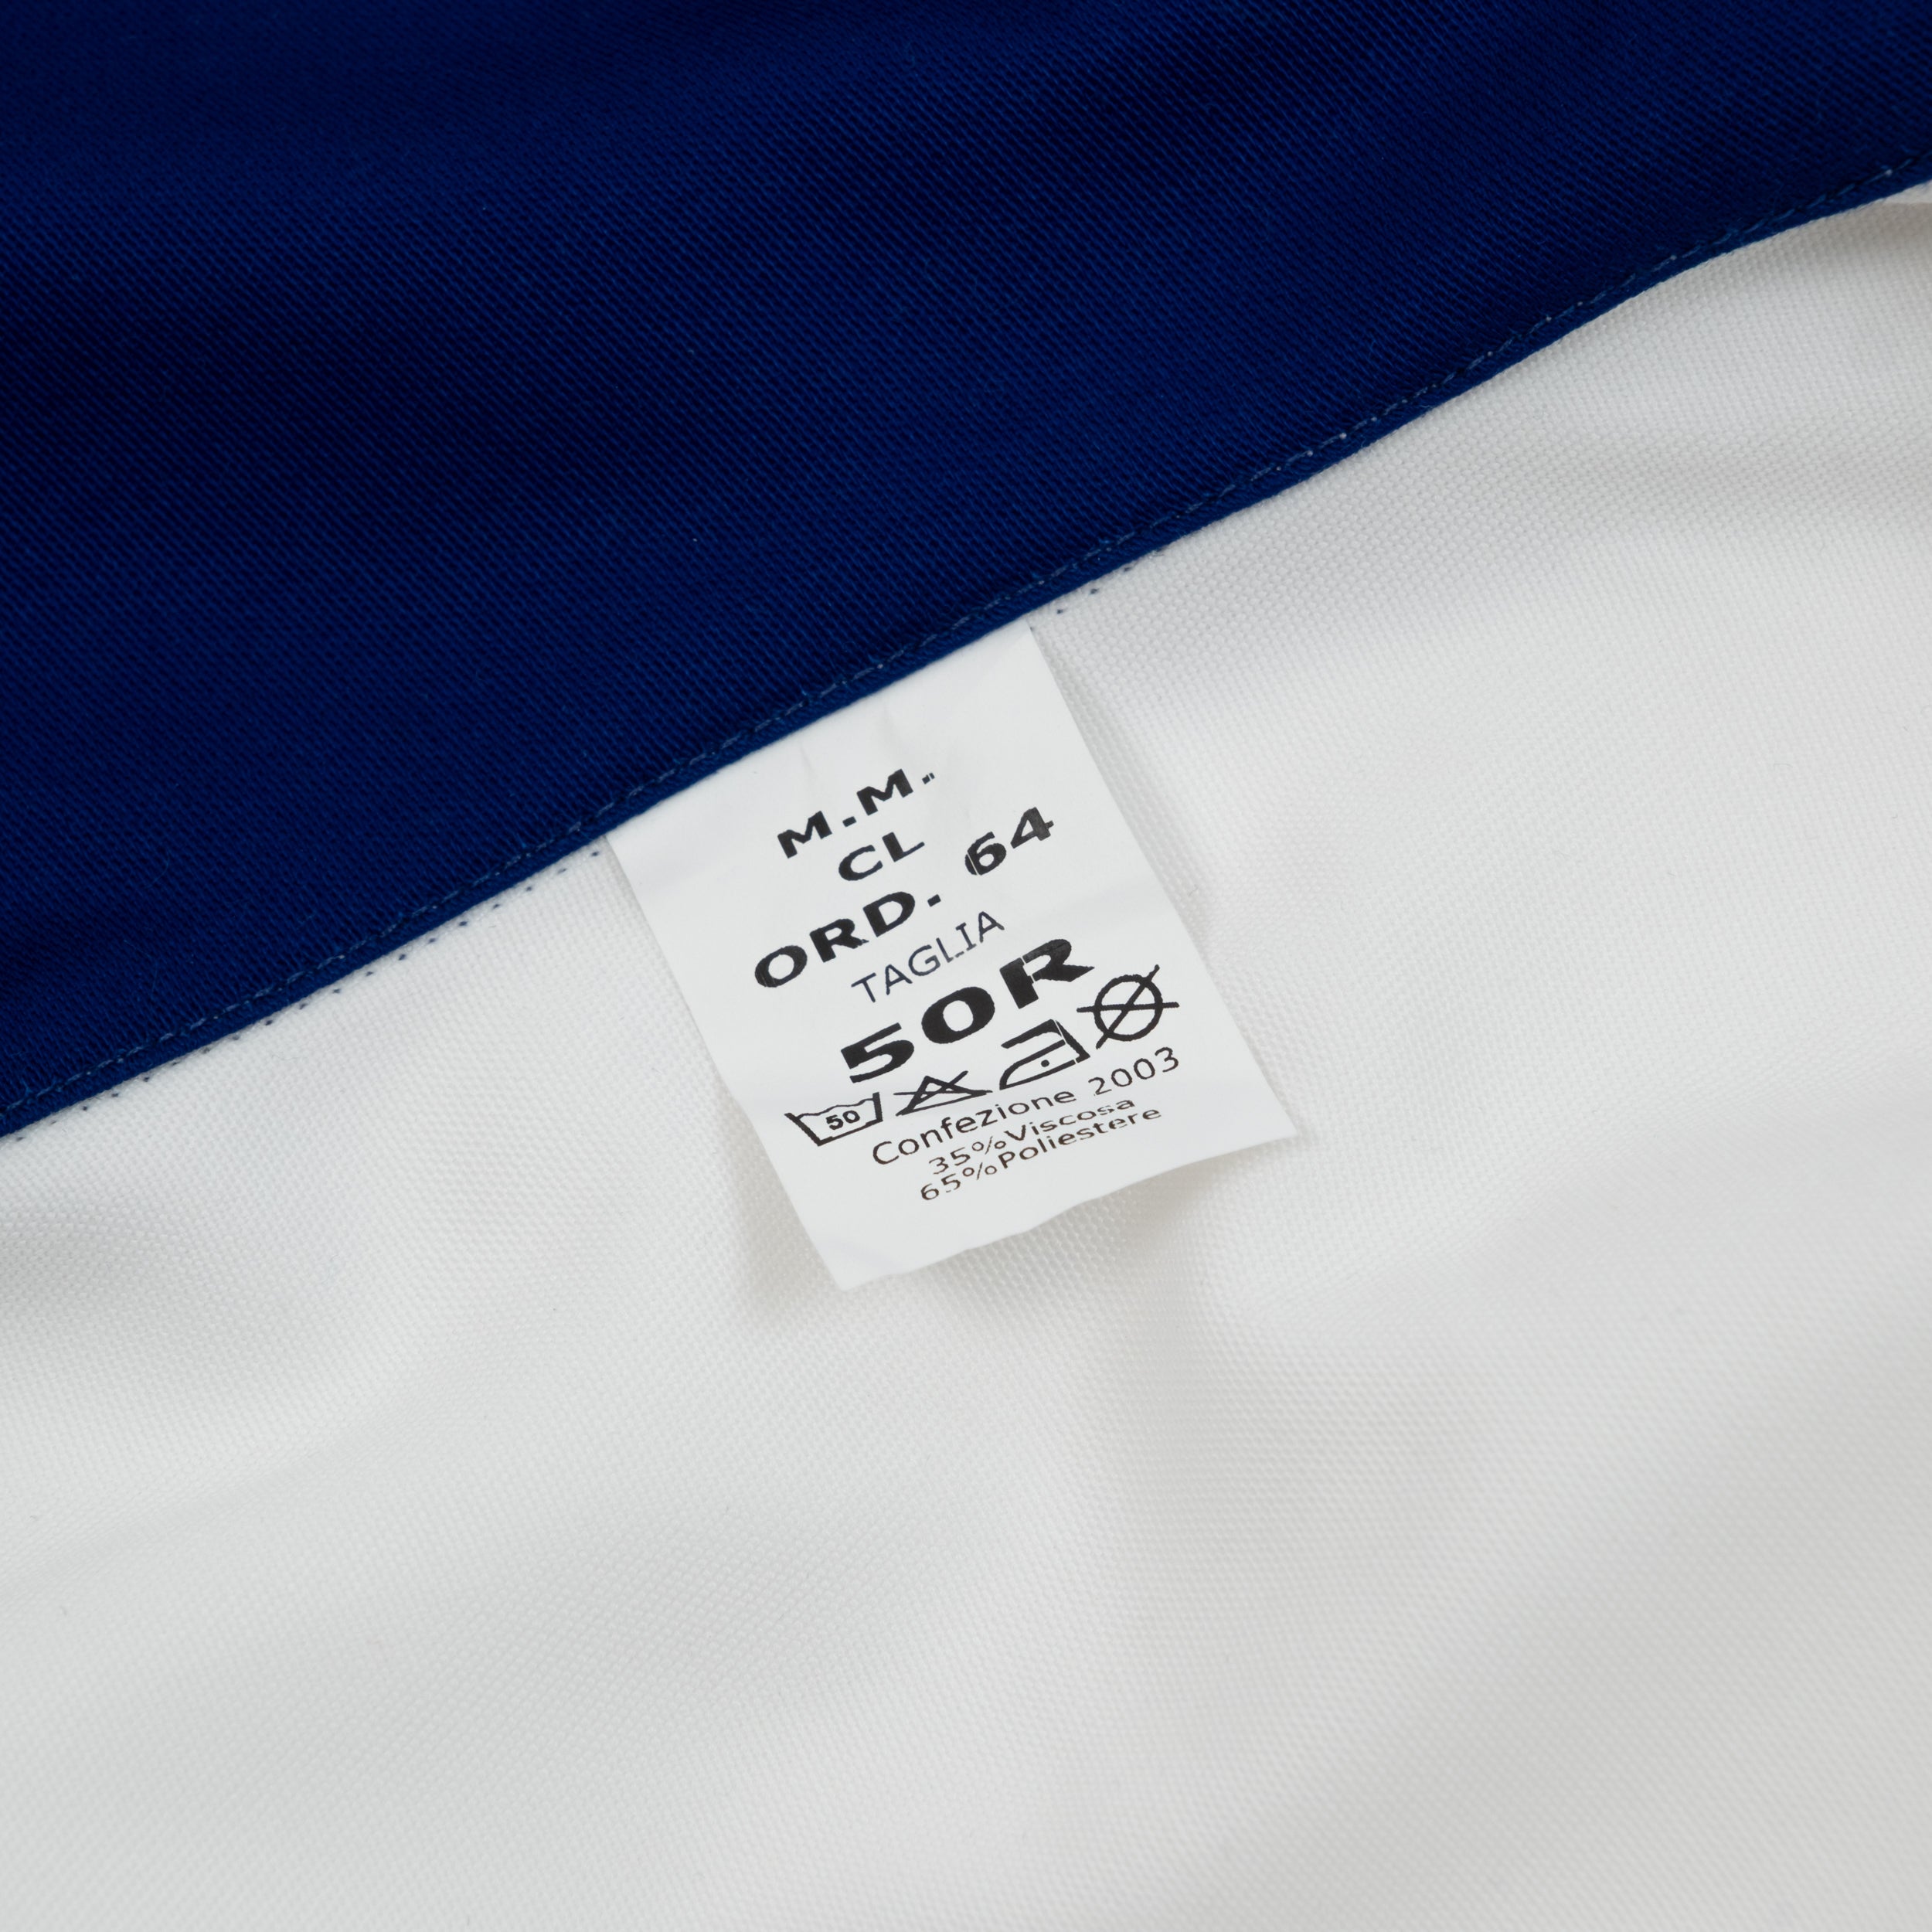 M.M.
CL
ORD. 64
TAGLIA
50R
50
Confezione 2003
35%Viscosa
65%Poliestere